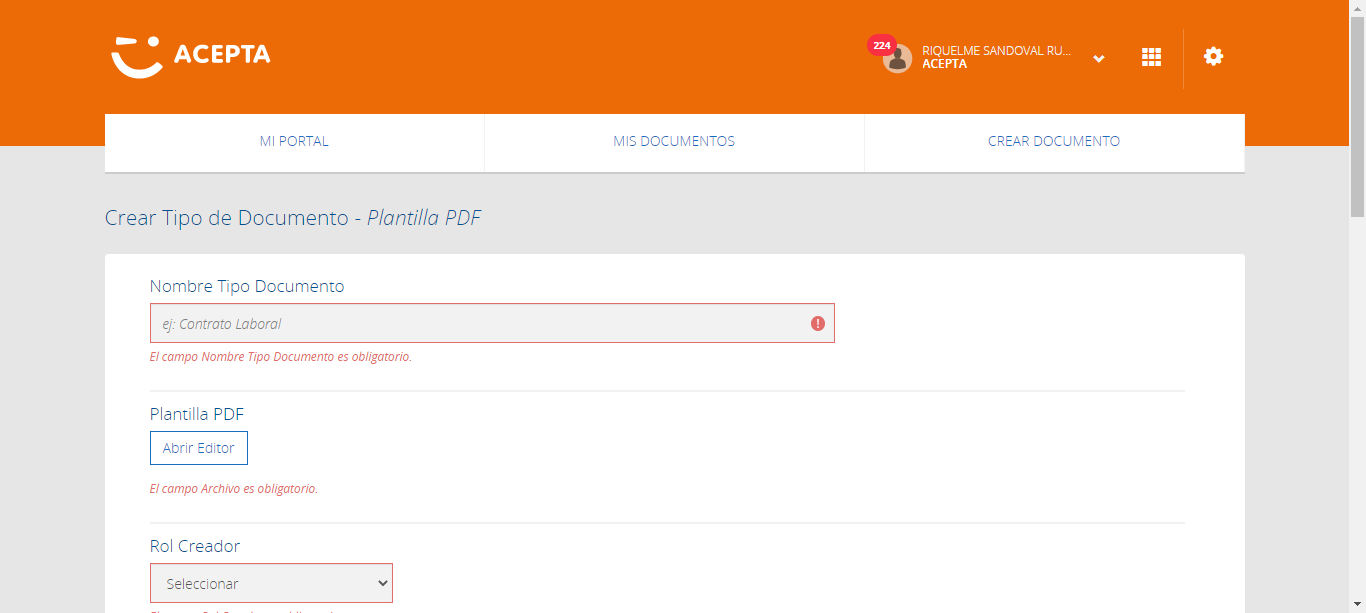 ACEPTA
224
RIQUELME SANDOVAL RU...
ACEPTA
MI PORTAL
MIS DOCUMENTOS
CREAR DOCUMENTO
Crear Tipo de Documento - Plantilla PDF
Nombre Tipo Documento
ej: Contrato Laboral
El campo Nombre Tipo Documento es obligatorio.
Plantilla PDF
Abrir Editor
El campo Archivo es obligatorio.
Rol Creador
Seleccionar